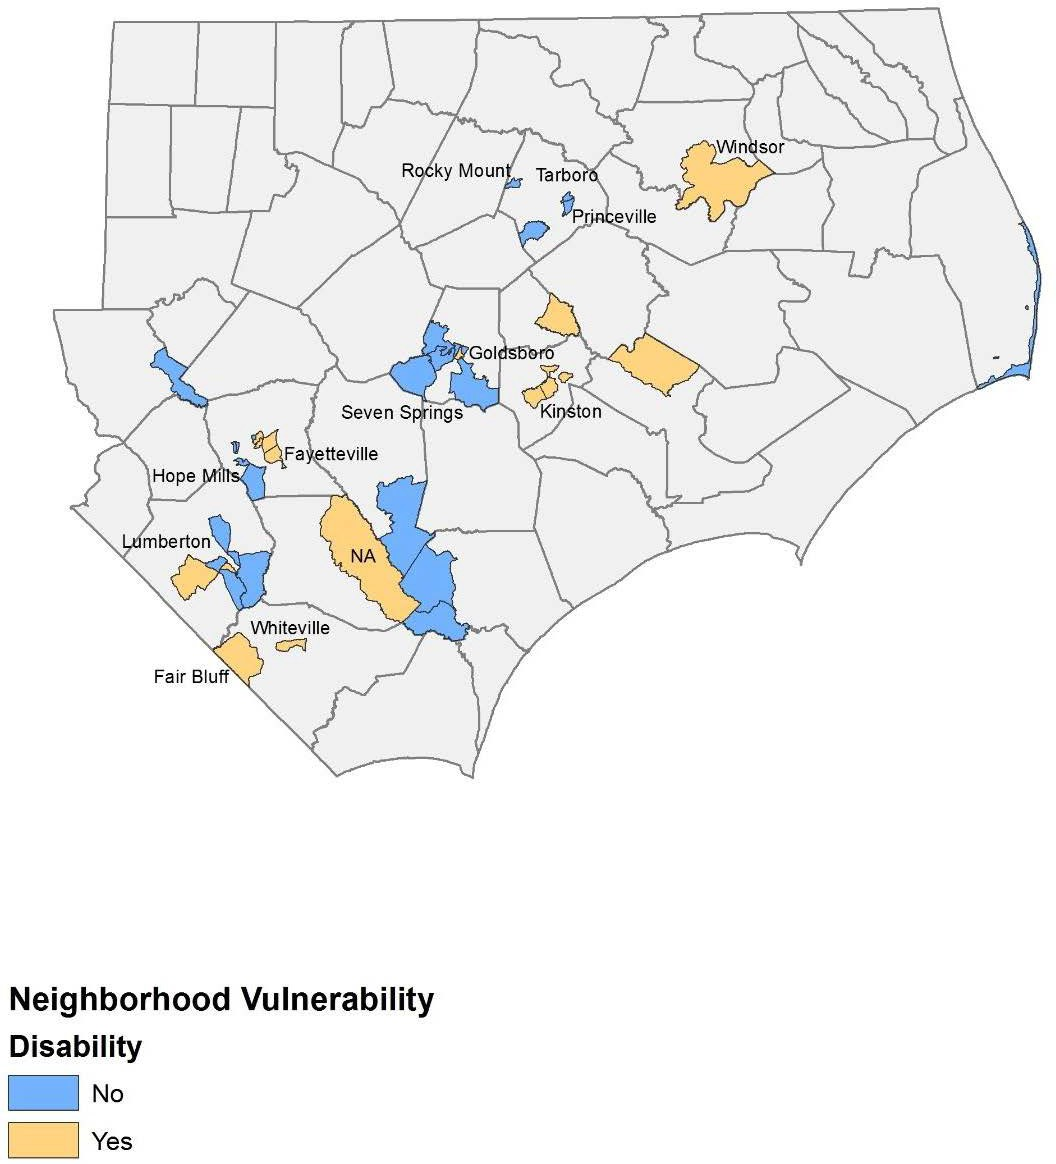 Windsor
Rocky Mount
Tarboro
Princeville
Goldsboro
Seven Springs
Kinston
Fayetteville
Hope Mills
Lumberton
NA
Whiteville
Fair Bluff
Neighborhood Vulnerability
Disability
No
Yes